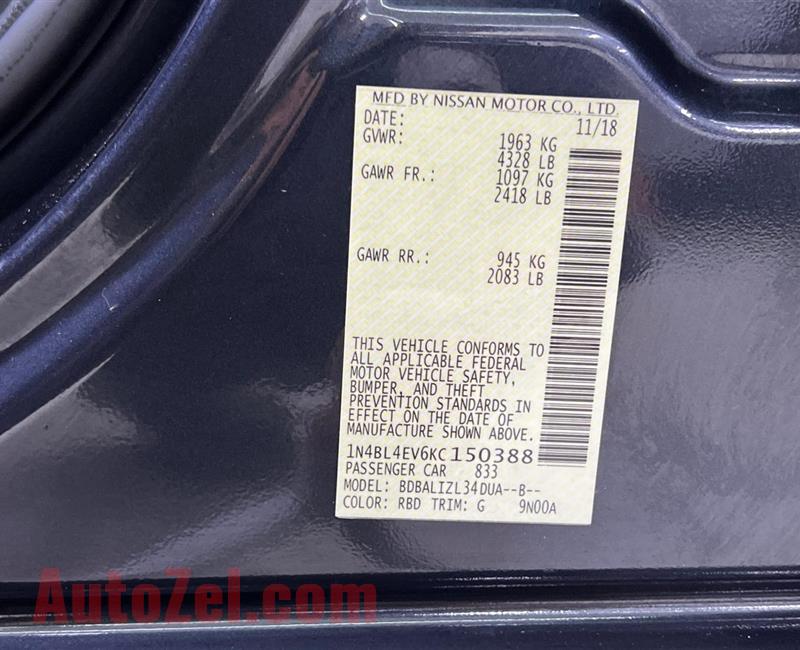 MFD BY NISSAN MOTOR CO., LTD.
DATE: 11/18
GVWR: 1963 KG
4328 LB
GAWR FR.: 1097 KG
2418 LB
GAWR RR.: 945 KG
2083 LB
THIS VEHICLE CONFORMS TO
ALL APPLICABLE FEDERAL
MOTOR VEHICLE SAFETY,
BUMPER, AND THEFT
PREVENTION STANDARDS IN
EFFECT ON THE DATE OF
MANUFACTURE SHOWN ABOVE.
1N4BL4EV6KC150388
PASSENGER CAR 833
MODEL: BDBALIZL34DUA--B--
COLOR: RBD TRIM: G 9N00A
AutoZel.com